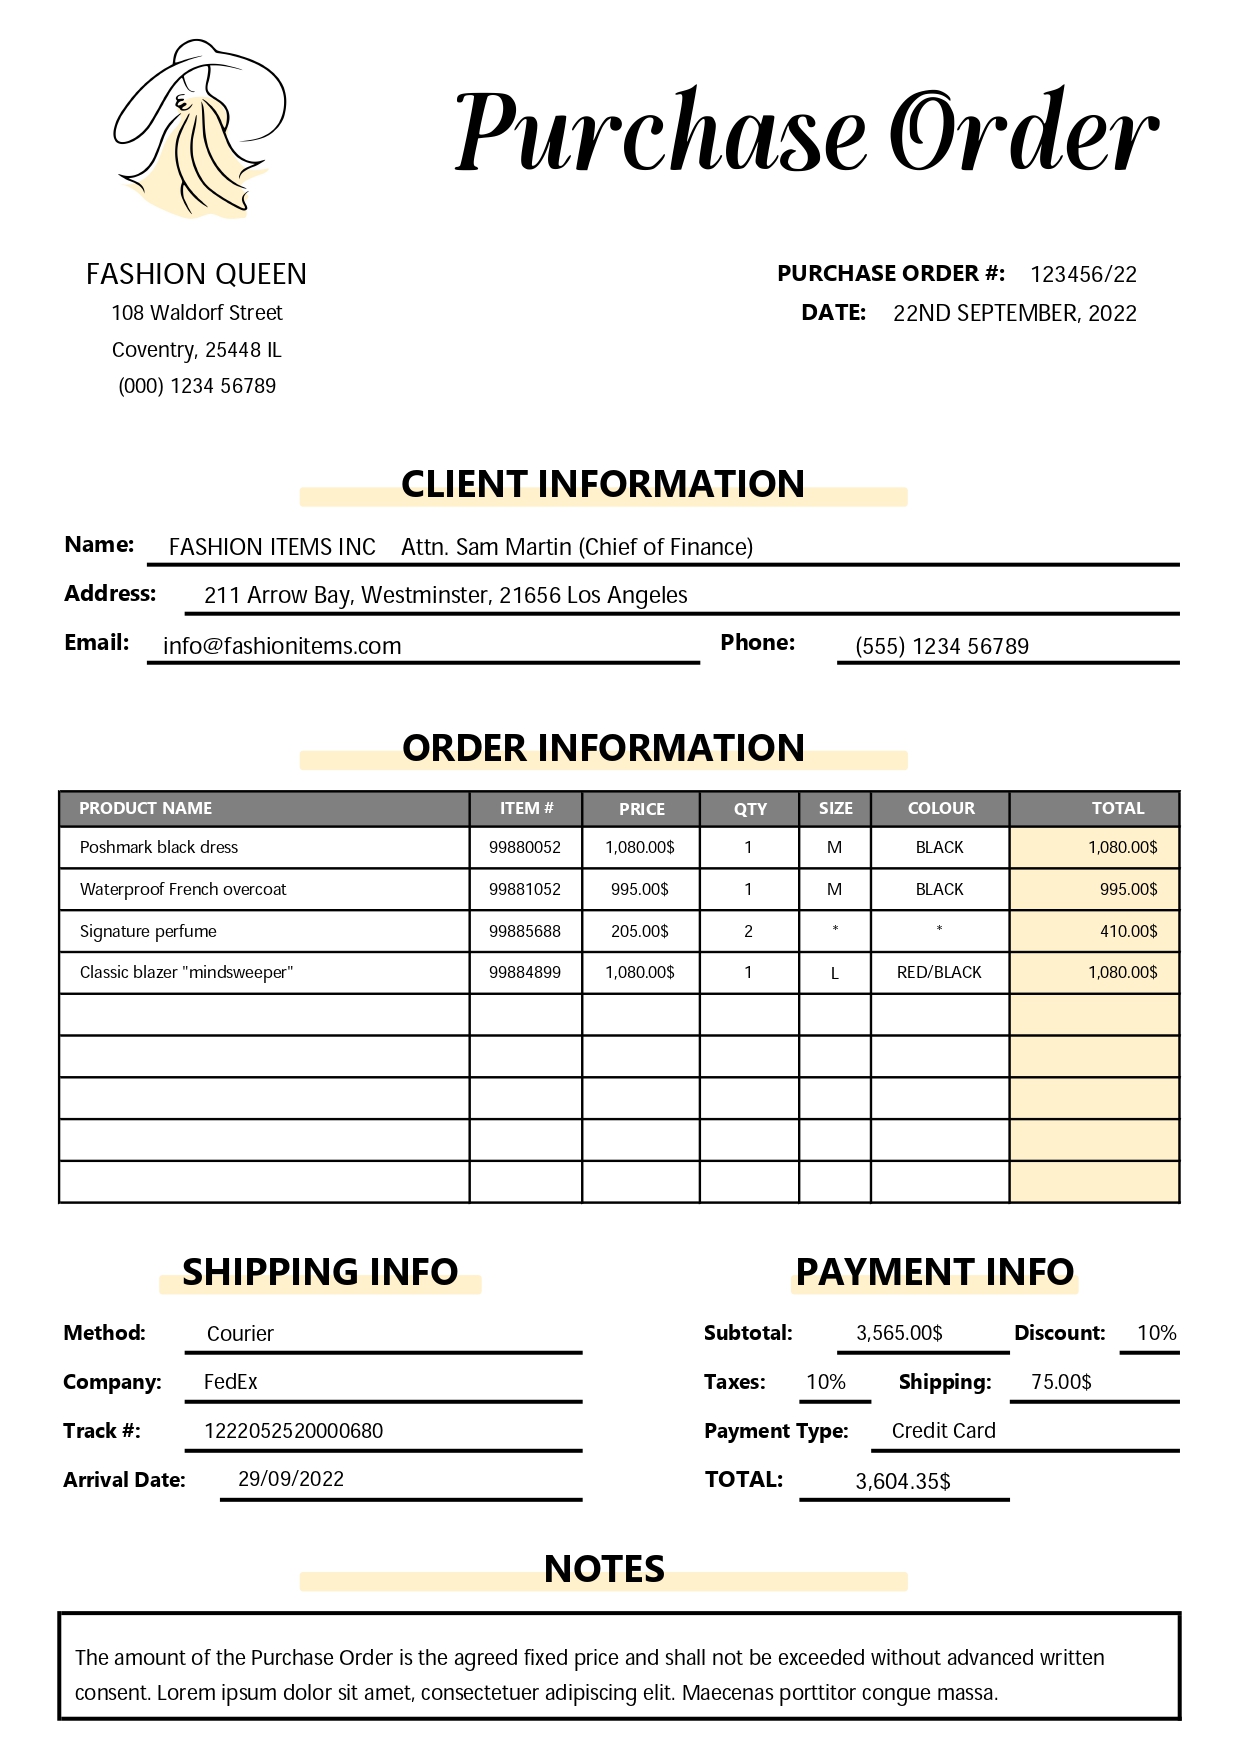 Purchase Order
FASHION QUEEN
108 Waldorf Street
Coventry, 25448 IL
(000) 1234 56789
PURCHASE ORDER #: 123456/22
DATE: 22ND SEPTEMBER, 2022
CLIENT INFORMATION
Name: FASHION ITEMS INC Attn. Sam Martin (Chief of Finance)
Address: 211 Arrow Bay, Westminster, 21656 Los Angeles
Email: info@fashionitems.com Phone: (555) 1234 56789
ORDER INFORMATION
PRODUCT NAME ITEM # PRICE QTY SIZE COLOUR TOTAL
Poshmark black dress 99880052 1,080.00$ 1 M BLACK 1,080.00$
Waterproof French overcoat 99881052 995.00$ 1 M BLACK 995.00$
Signature perfume 99885688 205.00$ 2 * * 410.00$
Classic blazer "mindsweeper" 99884899 1,080.00$ 1 L RED/BLACK 1,080.00$
SHIPPING INFO
Method: Courier
Company: FedEx
Track #: 1222052520000680
Arrival Date: 29/09/2022
PAYMENT INFO
Subtotal: 3,565.00$ Discount: 10%
Taxes: 10% Shipping: 75.00$
Payment Type: Credit Card
TOTAL: 3,604.35$
NOTES
The amount of the Purchase Order is the agreed fixed price and shall not be exceeded without advanced written
consent. Lorem ipsum dolor sit amet, consectetuer adipiscing elit. Maecenas porttitor congue massa.